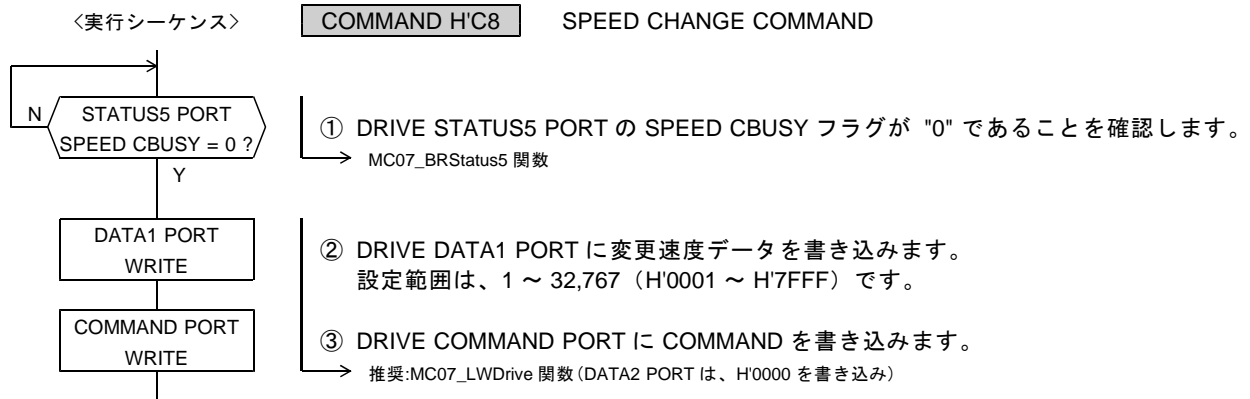 〈実行シーケンス〉 COMMAND H'C8 SPEED CHANGE COMMAND
N
STATUS5 PORT
SPEED CBUSY = 0 ?
Y
① DRIVE STATUS5 PORT の SPEED CBUSY フラグが "0" であることを確認します。
MC07_BRStatus5 関数
DATA1 PORT
WRITE
② DRIVE DATA1 PORT に変更速度データを書き込みます。
設定範囲は、1 ～ 32,767（H'0001 ～ H'7FFF）です。
COMMAND PORT
WRITE
③ DRIVE COMMAND PORT に COMMAND を書き込みます。
推奨:MC07_LWDrive 関数(DATA2 PORT は、H'0000 を書き込み)